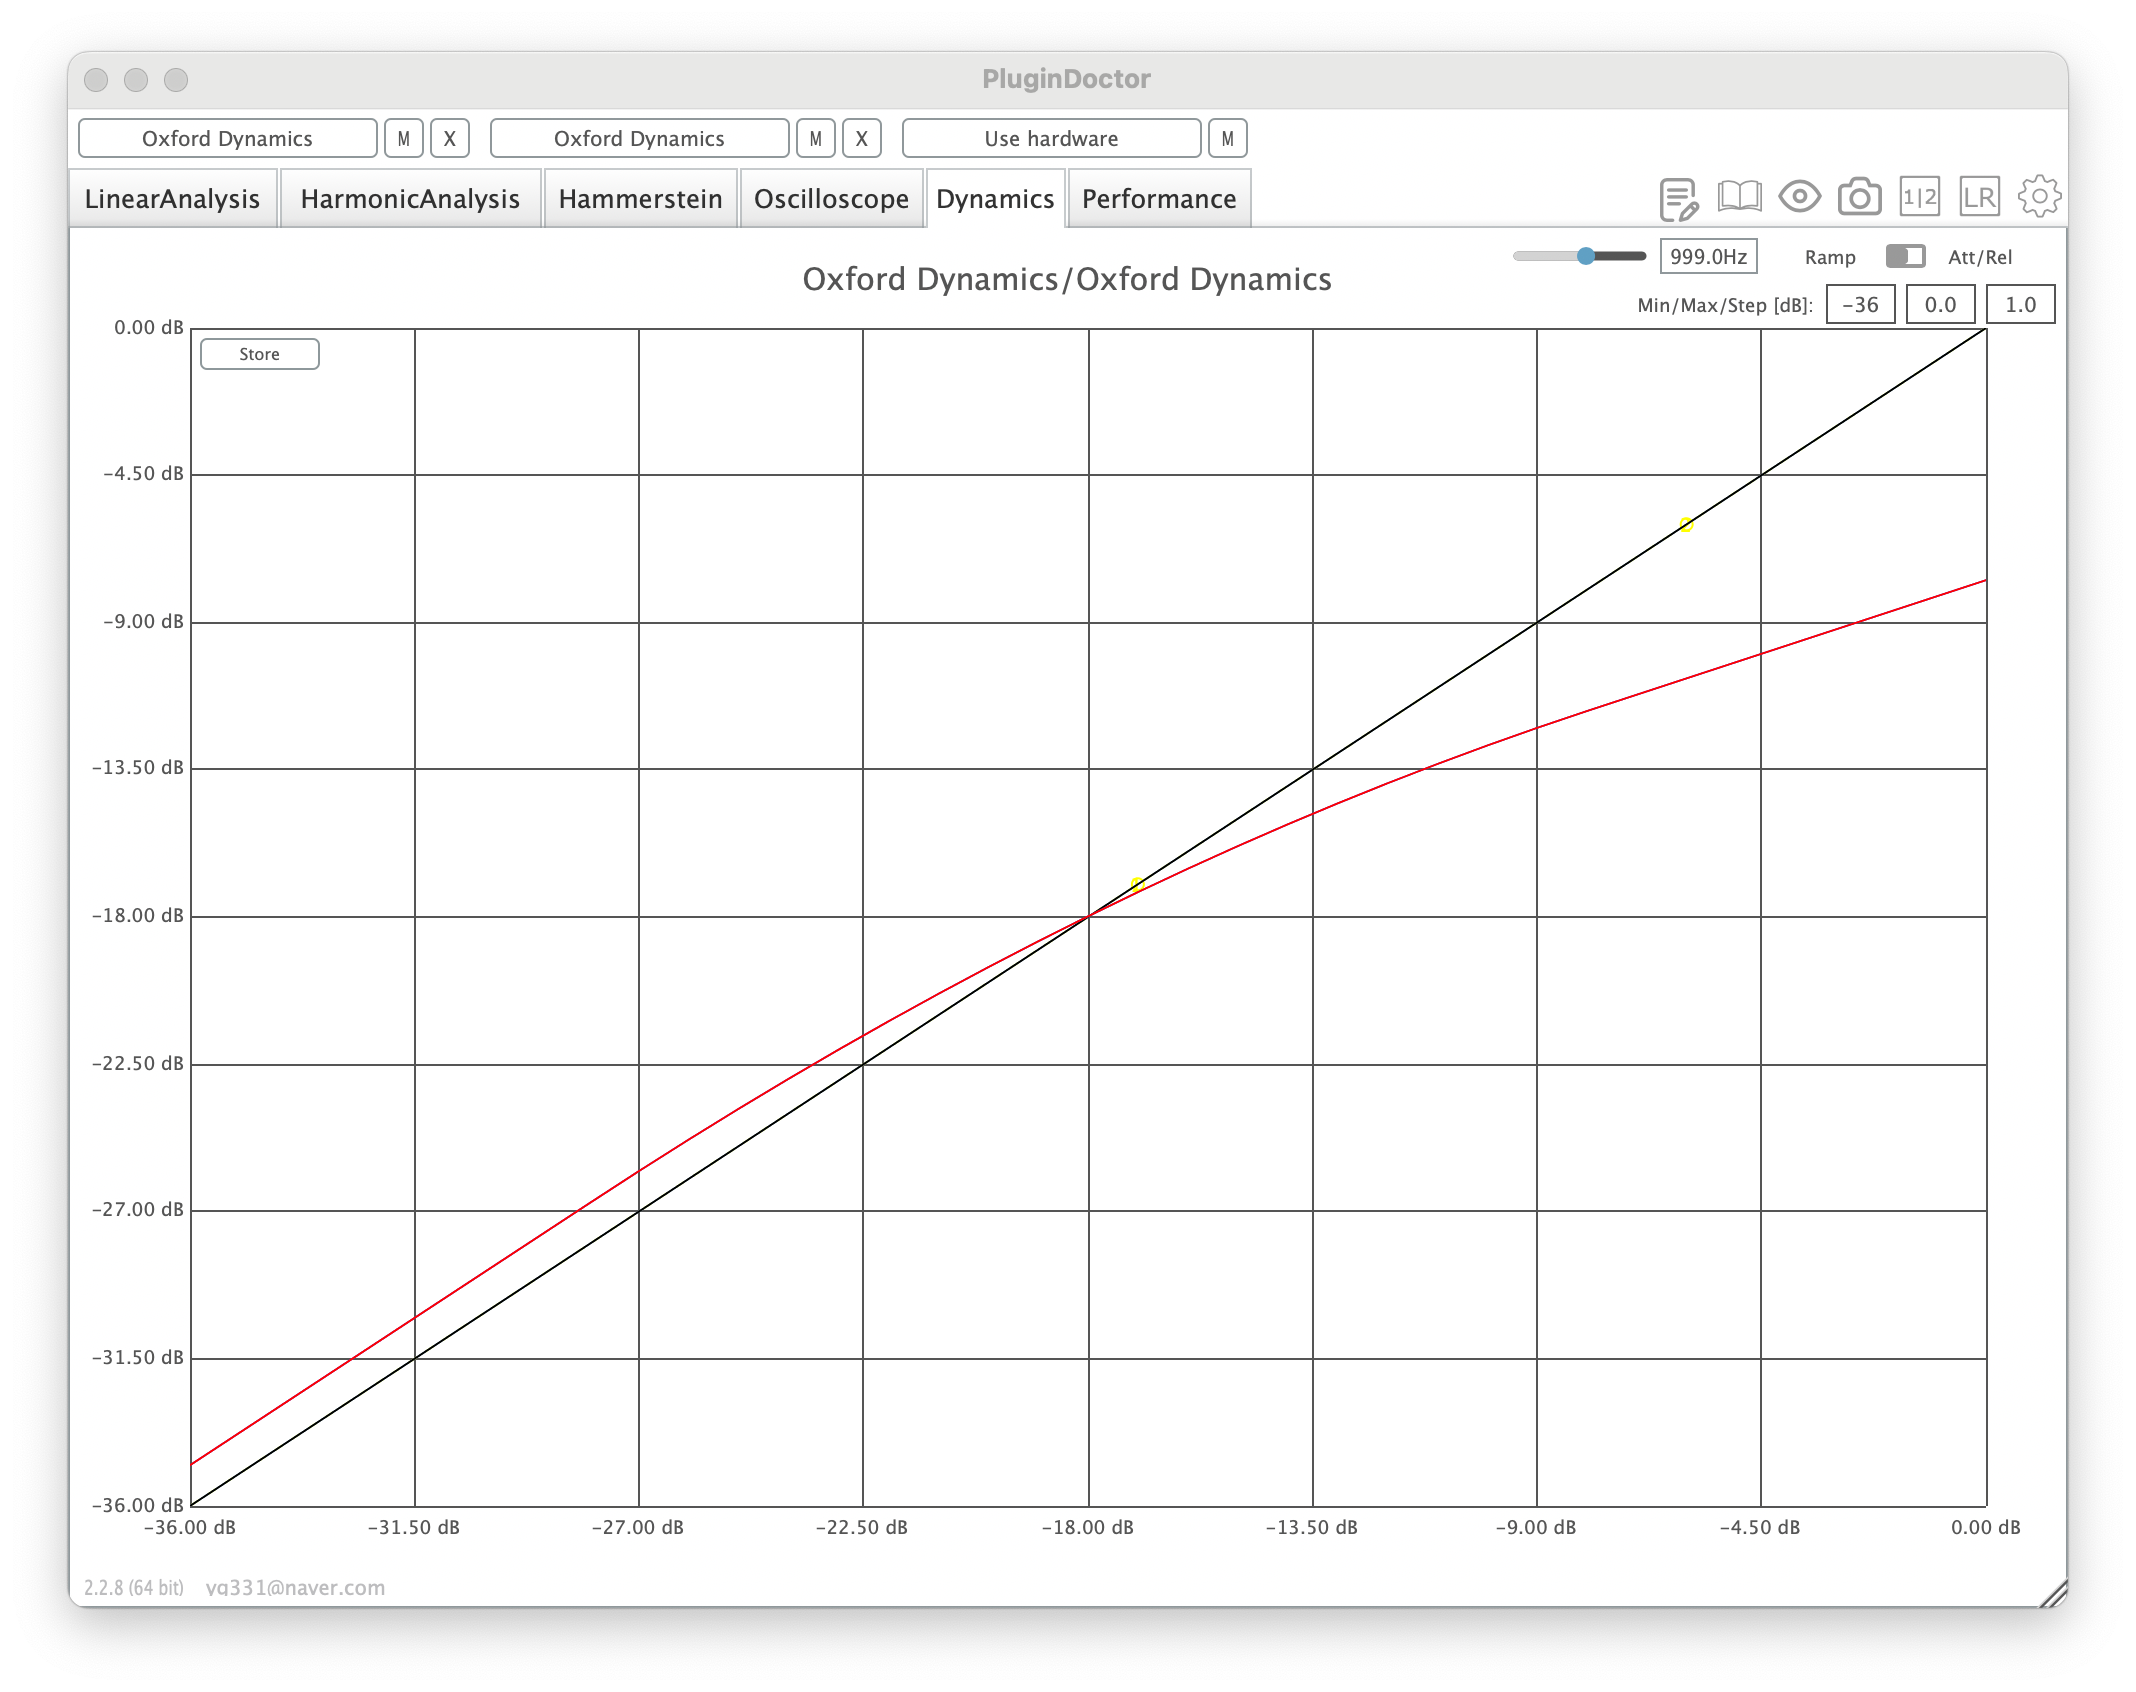 PluginDoctor
Oxford Dynamics M X Oxford Dynamics M X Use hardware M
LinearAnalysis HarmonicAnalysis Hammerstein Oscilloscope Dynamics Performance 1|2 LR
999.0Hz Ramp Att/Rel
Oxford Dynamics/Oxford Dynamics
Min/Max/Step [dB]: -36 0.0 1.0
0.00 dB
Store
-4.50 dB
-9.00 dB
-13.50 dB
-18.00 dB
-22.50 dB
-27.00 dB
-31.50 dB
-36.00 dB
-36.00 dB -31.50 dB -27.00 dB -22.50 dB -18.00 dB -13.50 dB -9.00 dB -4.50 dB 0.00 dB
2.2.8 (64 bit) yq331@naver.com